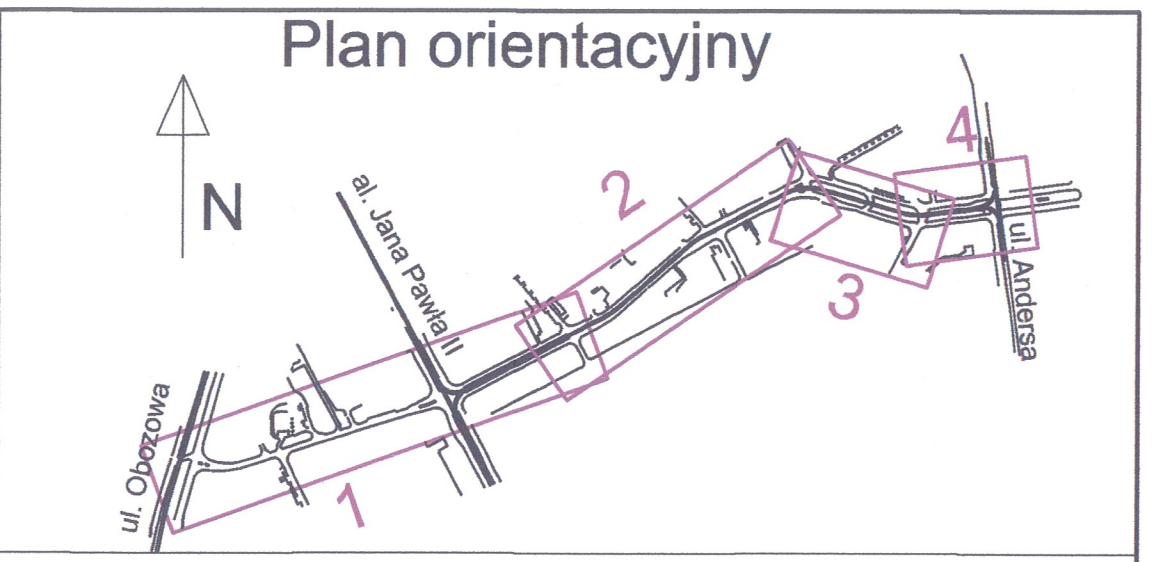 Plan orientacyjny
N
al. Jana Pawła II
2
4
3
ul. Andersa
ul. Obozowa
1